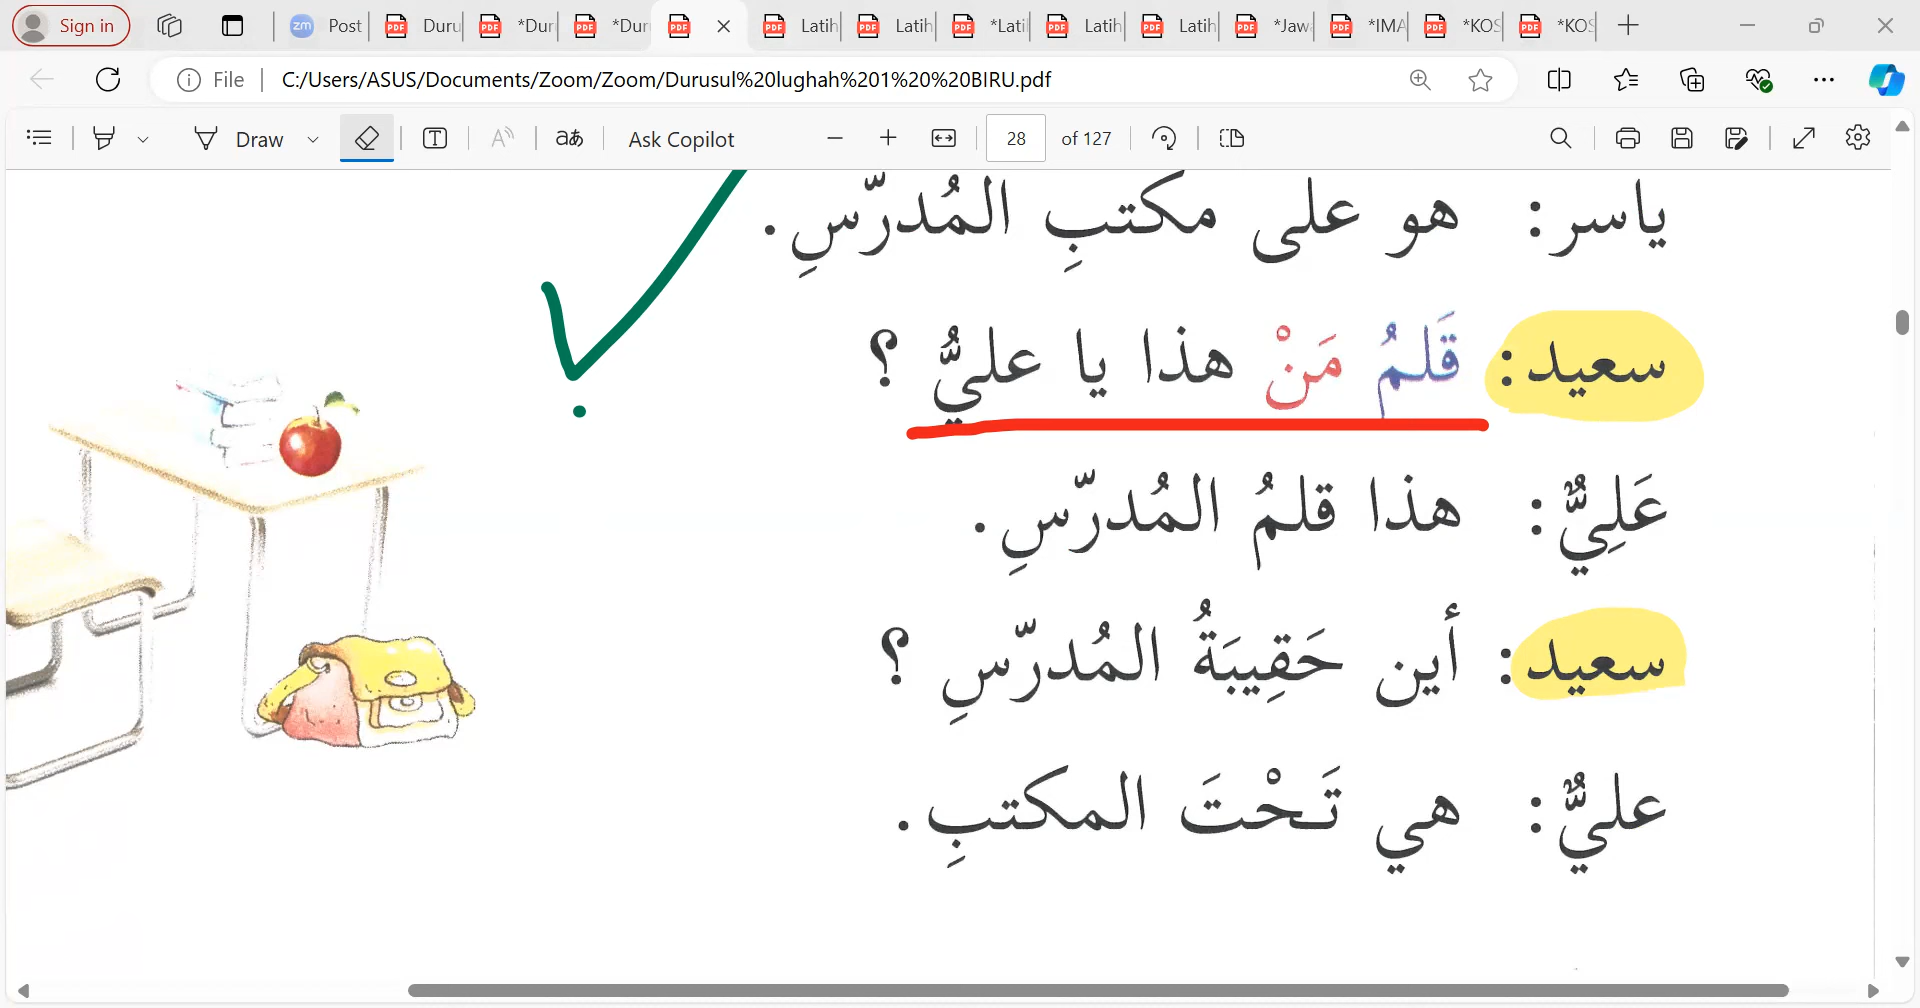 Sign in
Post
Duru
*Dur
*Dur
Latih
Latih
*Lati
Latih
Latih
*Jaw
*IMA
*KOS
*KOS
File
C:/Users/ASUS/Documents/Zoom/Zoom/Durusul%20lughah%201%20%20BIRU.pdf
Draw
Ask Copilot
28 of 127
ياسر: هو على مكتبِ المُدرّسِ.
سعيد: قَلمُ مَنْ هذا يا عليُّ ؟
عَلِيٌّ: هذا قلمُ المُدرّسِ.
سعيد: أين حَقِيبَةُ المُدرّسِ ؟
عليٌّ: هي تَـحْتَ المكتبِ.